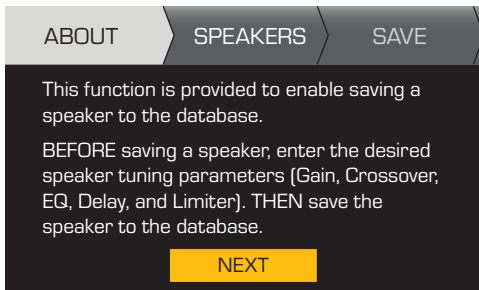 ABOUT SPEAKERS SAVE
This function is provided to enable saving a
speaker to the database.
BEFORE saving a speaker, enter the desired
speaker tuning parameters (Gain, Crossover,
EQ, Delay, and Limiter). THEN save the
speaker to the database.
NEXT